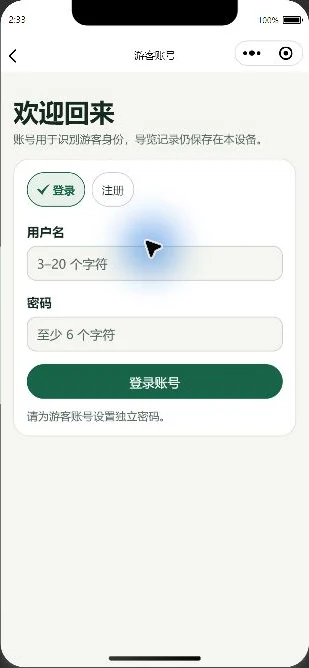 2:33
100%
游客账号
欢迎回来
账号用于识别游客身份，导览记录仍保存在本设备。
登录
注册
用户名
3–20 个字符
密码
至少 6 个字符
登录账号
请为游客账号设置独立密码。